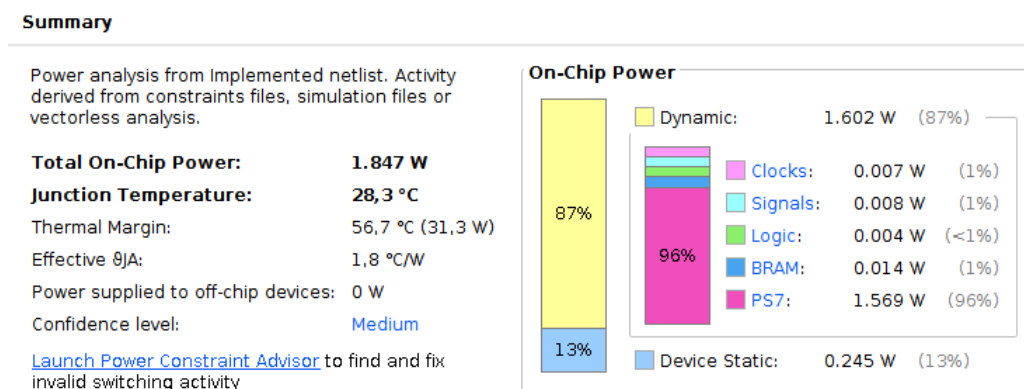 Summary
Power analysis from Implemented netlist. Activity
derived from constraints files, simulation files or
vectorless analysis.
Total On-Chip Power: 1.847 W
Junction Temperature: 28,3 °C
Thermal Margin: 56,7 °C (31,3 W)
Effective ϑJA: 1,8 °C/W
Power supplied to off-chip devices: 0 W
Confidence level: Medium
Launch Power Constraint Advisor to find and fix
invalid switching activity
On-Chip Power
87%
13%
Dynamic: 1.602 W (87%)
96%
Clocks: 0.007 W (1%)
Signals: 0.008 W (1%)
Logic: 0.004 W (<1%)
BRAM: 0.014 W (1%)
PS7: 1.569 W (96%)
Device Static: 0.245 W (13%)